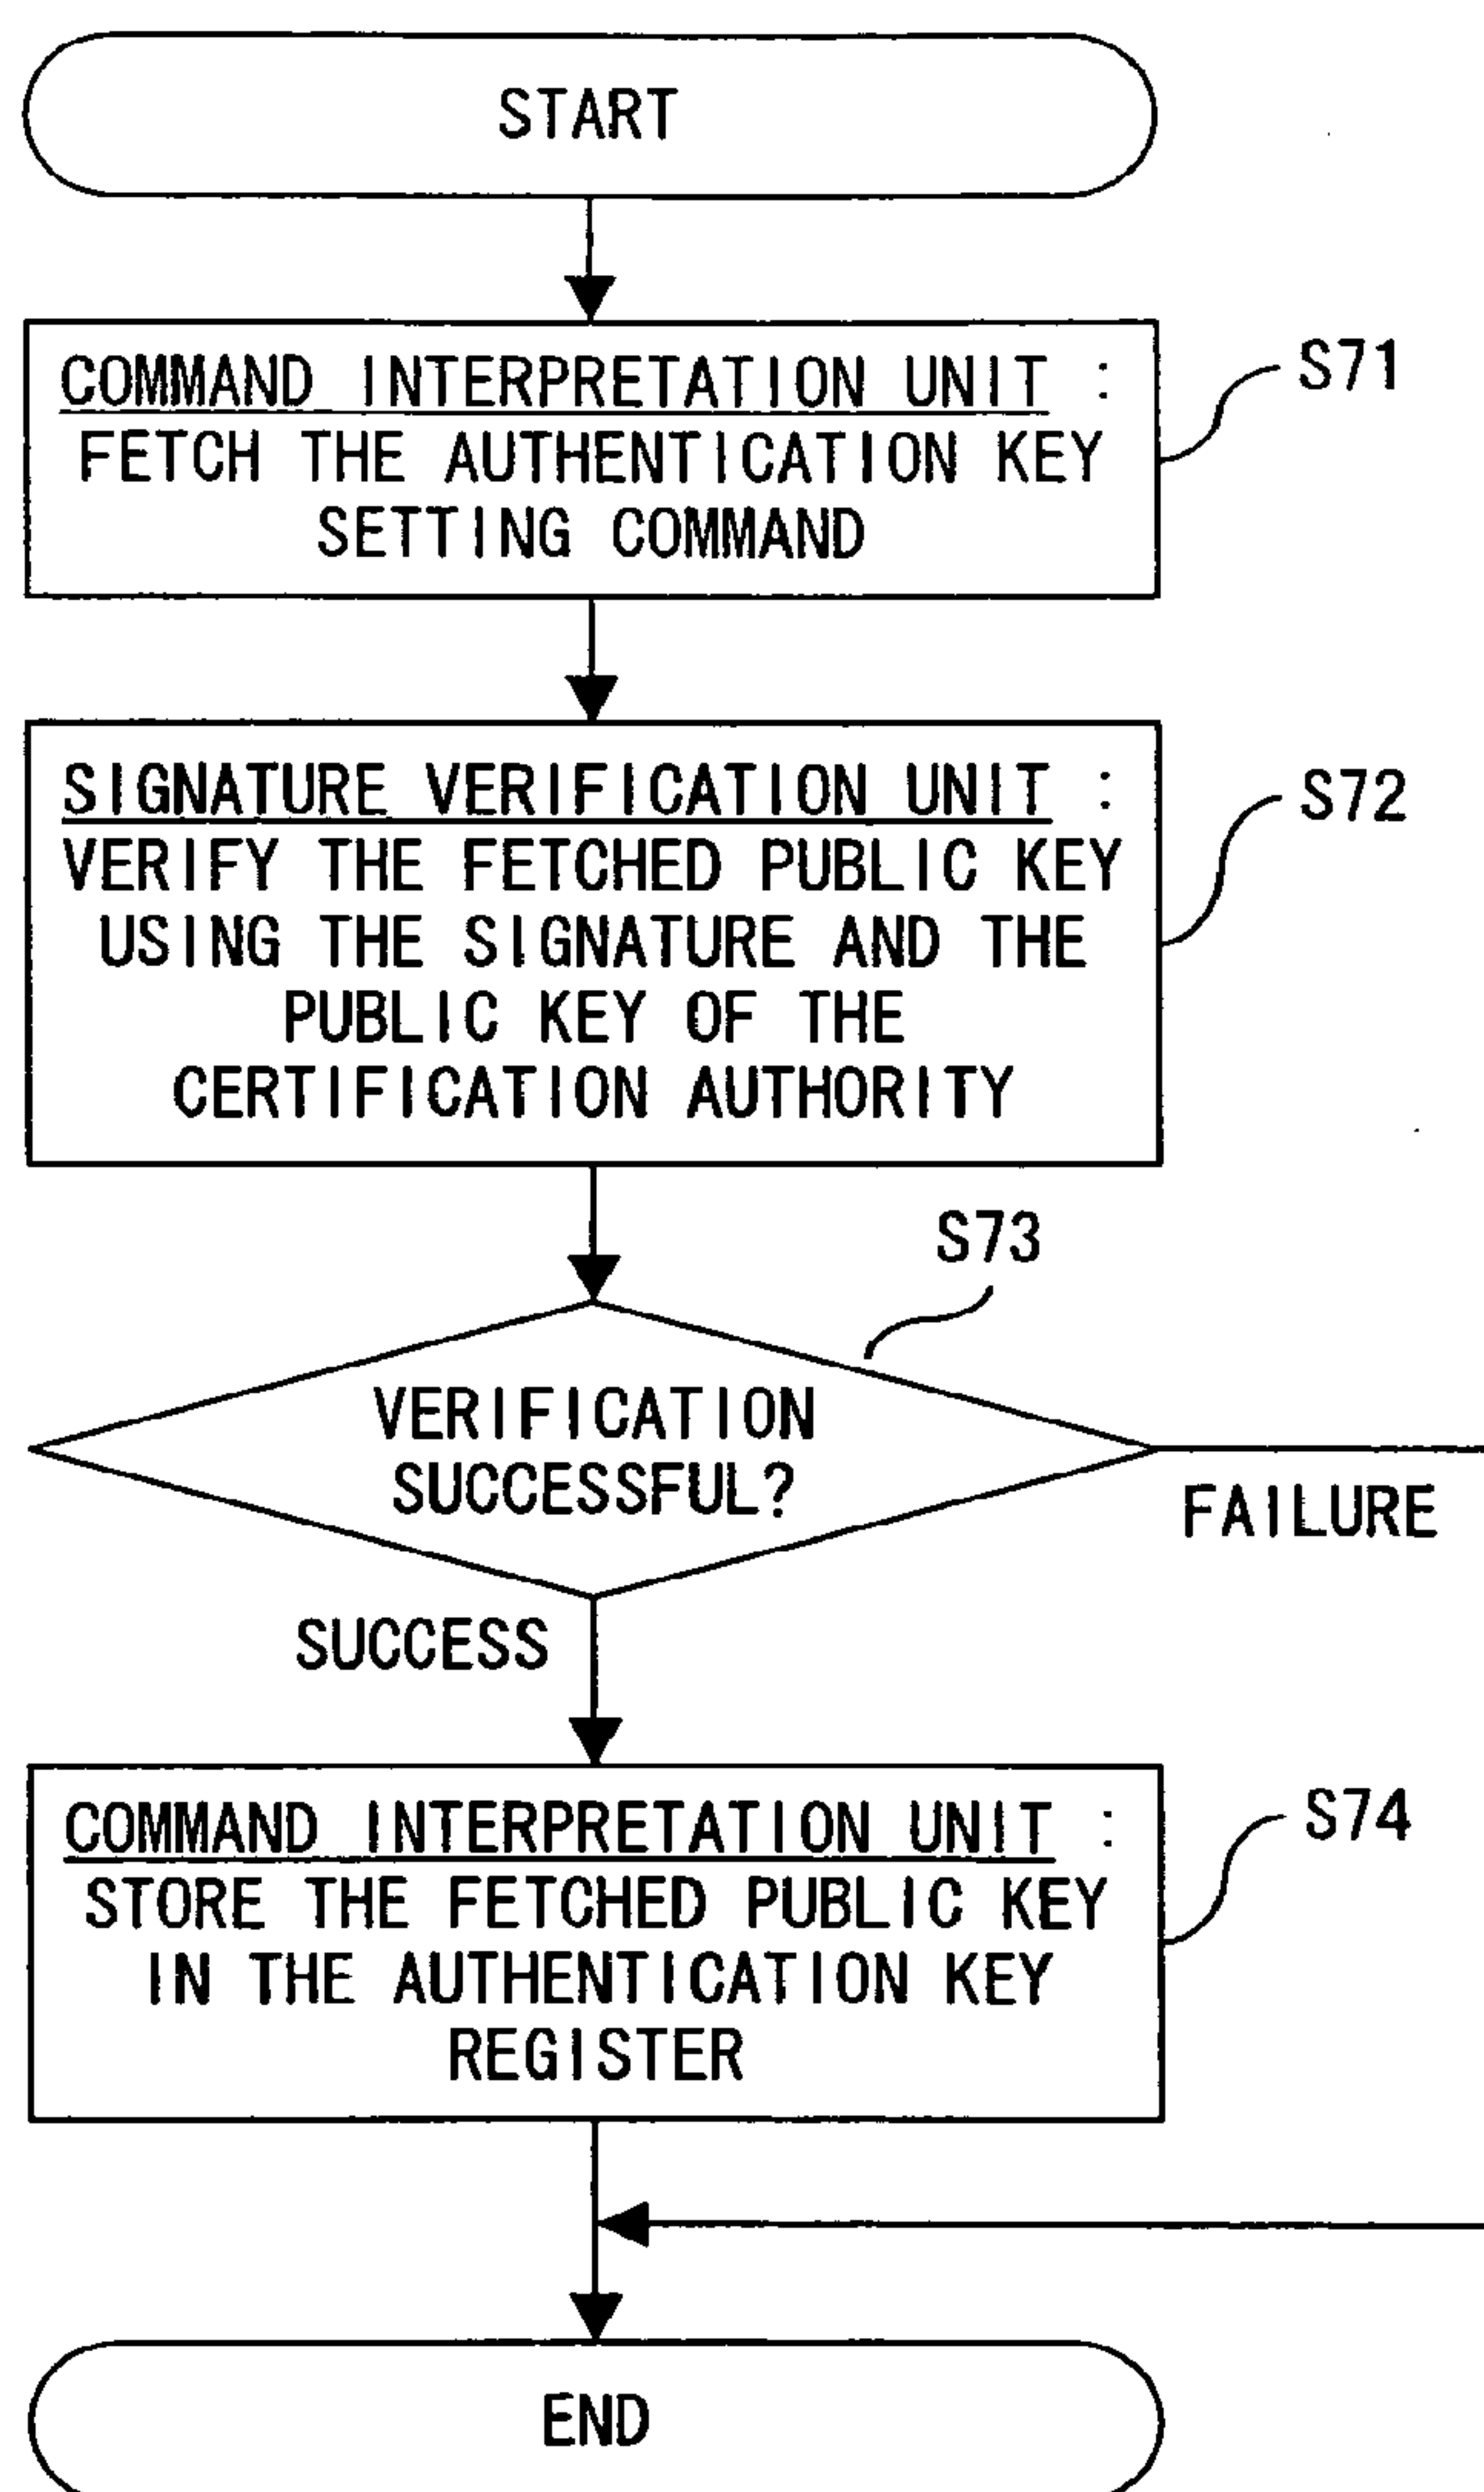 START
COMMAND INTERPRETATION UNIT :
FETCH THE AUTHENTICATION KEY
SETTING COMMAND
S71
SIGNATURE VERIFICATION UNIT :
VERIFY THE FETCHED PUBLIC KEY
USING THE SIGNATURE AND THE
PUBLIC KEY OF THE
CERTIFICATION AUTHORITY
S72
S73
VERIFICATION
SUCCESSFUL?
FAILURE
SUCCESS
COMMAND INTERPRETATION UNIT :
STORE THE FETCHED PUBLIC KEY
IN THE AUTHENTICATION KEY
REGISTER
S74
END